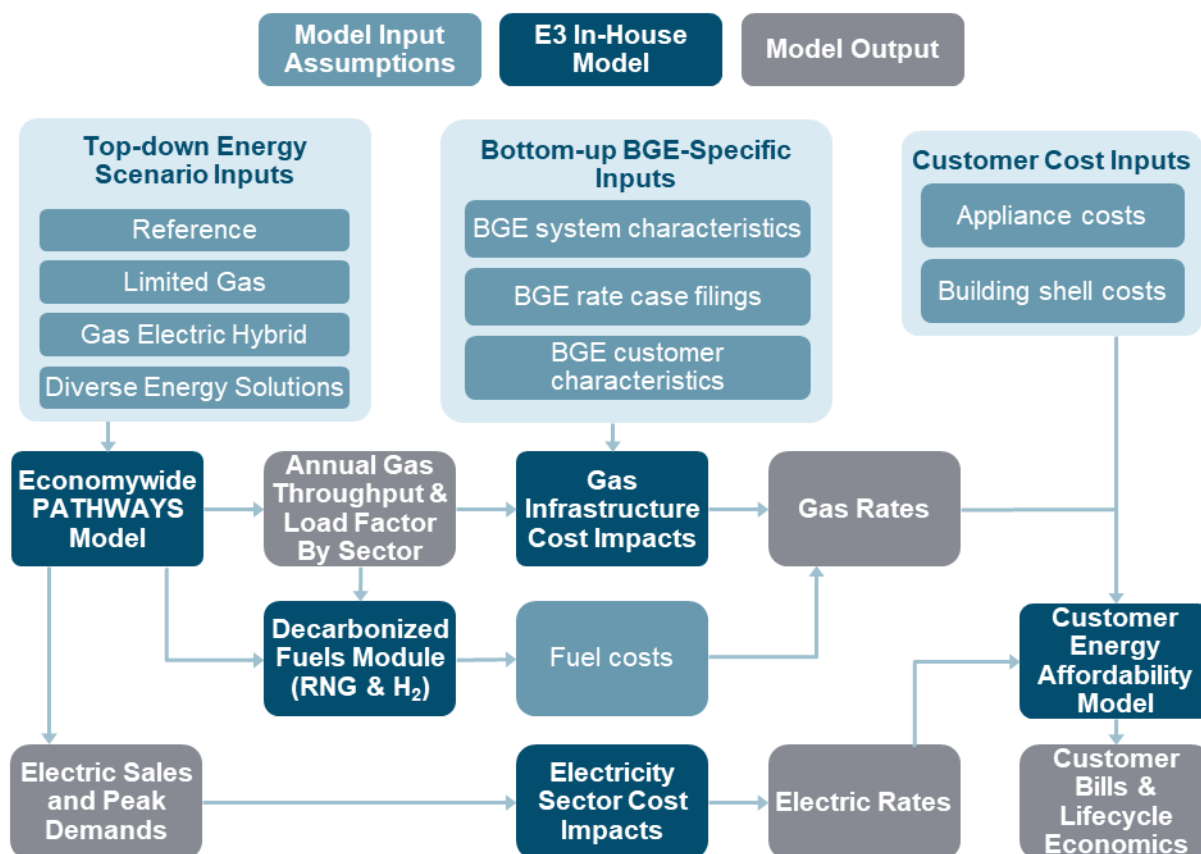 Model Input
Assumptions
E3 In-House
Model
Model Output
Top-down Energy
Scenario Inputs
Reference
Limited Gas
Gas Electric Hybrid
Diverse Energy Solutions
Bottom-up BGE-Specific
Inputs
BGE system characteristics
BGE rate case filings
BGE customer
characteristics
Customer Cost Inputs
Appliance costs
Building shell costs
Economywide
PATHWAYS
Model
Annual Gas
Throughput &
Load Factor
By Sector
Gas
Infrastructure
Cost Impacts
Gas Rates
Decarbonized
Fuels Module
(RNG & H₂)
Fuel costs
Customer
Energy
Affordability
Model
Electric Sales
and Peak
Demands
Electricity
Sector Cost
Impacts
Electric Rates
Customer
Bills &
Lifecycle
Economics